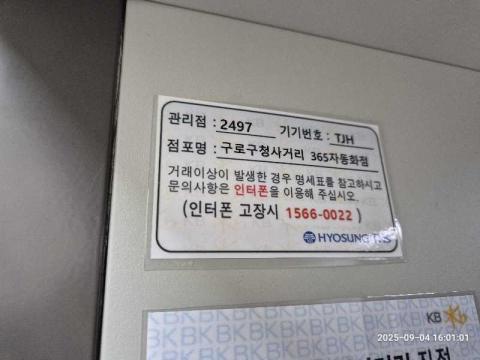 관리점 : 2497 기기번호 : TJH
점포명 : 구로구청사거리 365자동화점
거래이상이 발생한 경우 명세표를 참고하시고
문의사항은 인터폰을 이용해 주십시오.
(인터폰 고장시 1566-0022 )
HYOSUNG
KB
BKBKBKBKBKBKBK
2025-09-04 16:01:01